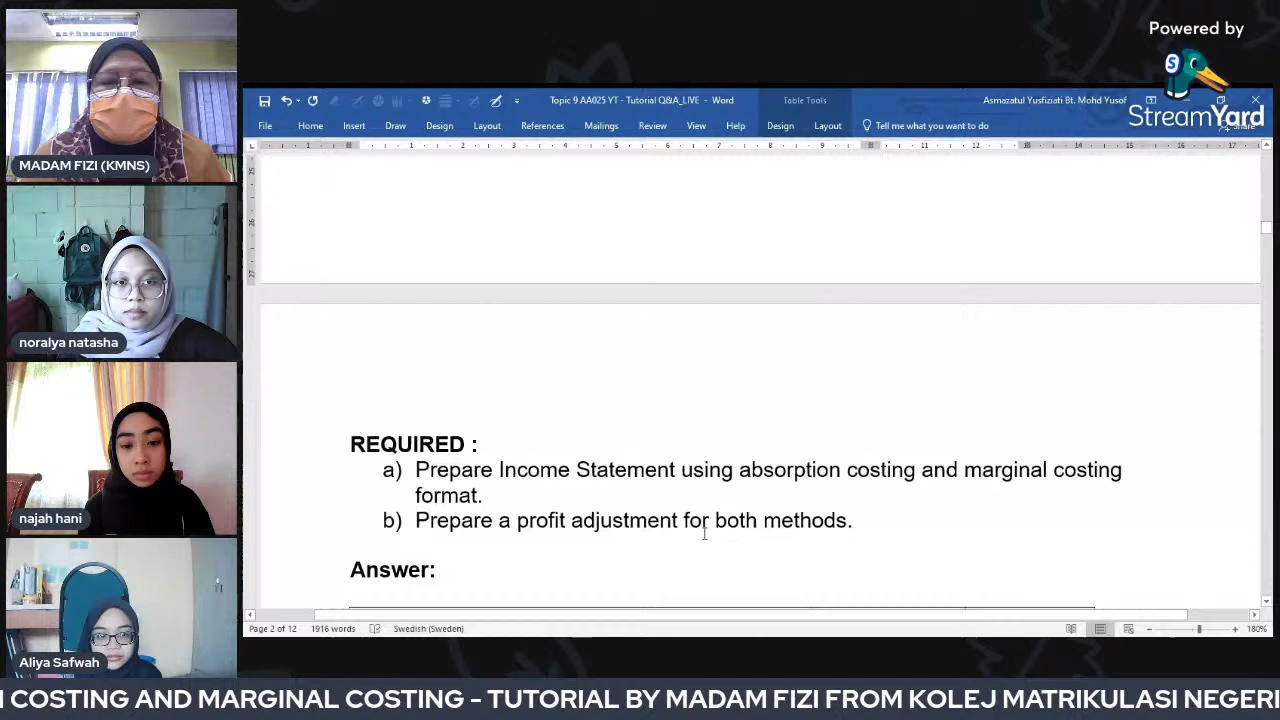 MADAM FIZI (KMNS)
noralya natasha
najah hani
Aliya Safwah
Powered by
StreamYard
Topic 9 AA025 YT - Tutorial Q&A_LIVE - Word
Table Tools
Asmazatul Yusfiziati Bt. Mohd Yusof
File Home Insert Draw Design Layout References Mailings Review View Help Design Layout Tell me what you want to do Share
REQUIRED :
a) Prepare Income Statement using absorption costing and marginal costing
format.
b) Prepare a profit adjustment for both methods.
Answer:
Page 2 of 12 1916 words Swedish (Sweden) 180%
COSTING AND MARGINAL COSTING - TUTORIAL BY MADAM FIZI FROM KOLEJ MATRIKULASI NEGERI